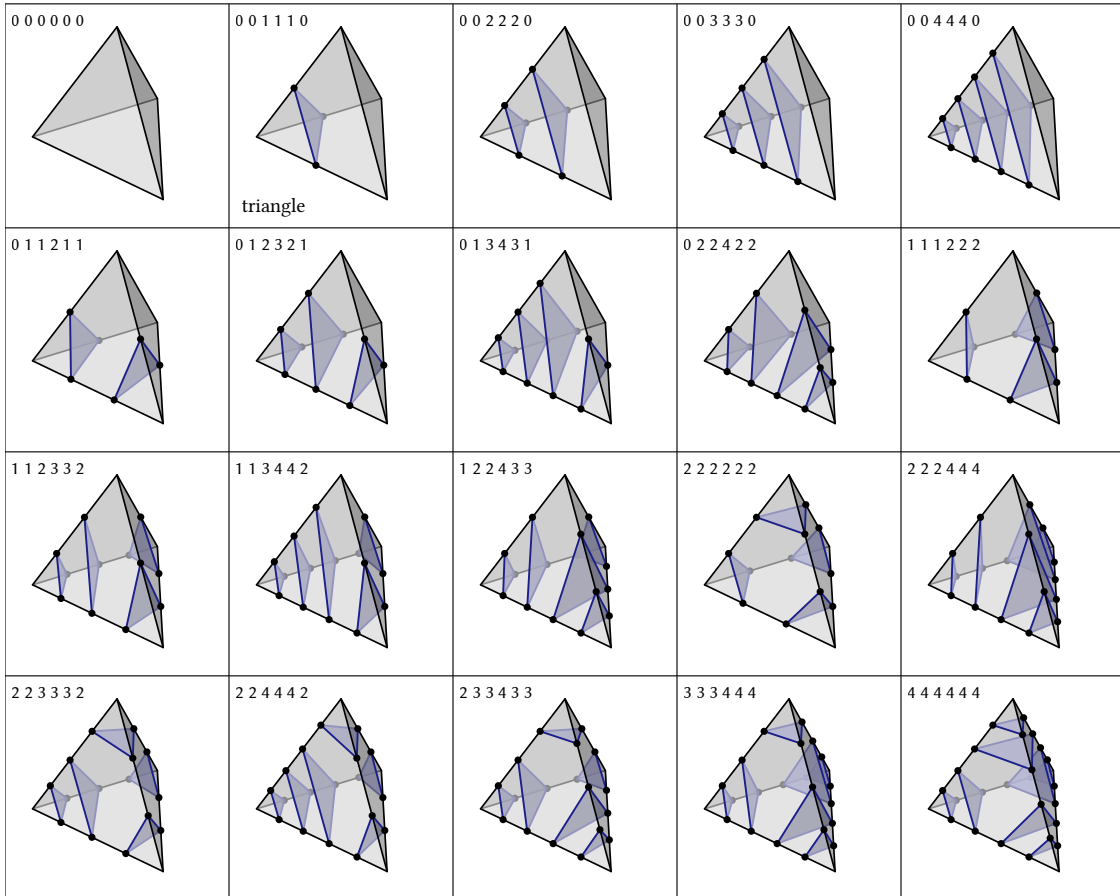 0 0 0 0 0 0
0 0 1 1 1 0
0 0 2 2 2 0
0 0 3 3 3 0
0 0 4 4 4 0
triangle
0 1 1 2 1 1
0 1 2 3 2 1
0 1 3 4 3 1
0 2 2 4 2 2
1 1 1 2 2 2
1 1 2 3 3 2
1 1 3 4 4 2
1 2 2 4 3 3
2 2 2 2 2 2
2 2 2 4 4 4
2 2 3 3 3 2
2 2 4 4 4 2
2 3 3 4 3 3
3 3 3 4 4 4
4 4 4 4 4 4